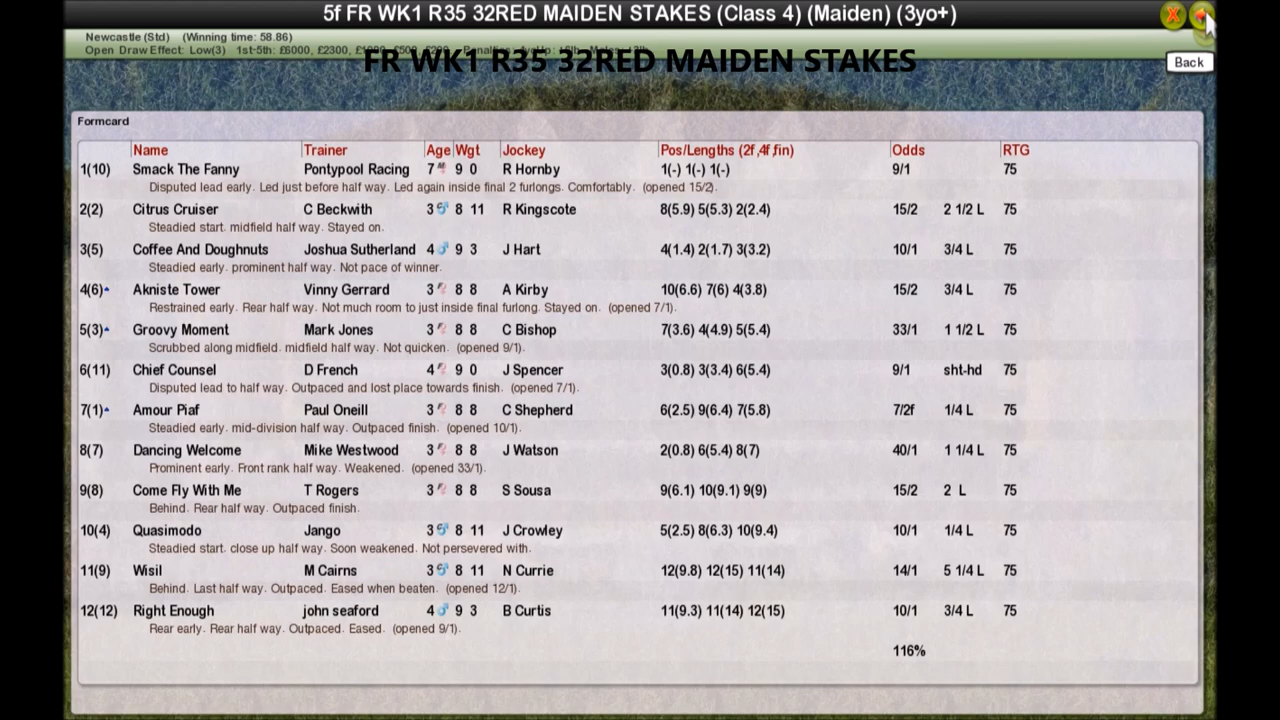 5f FR WK1 R35 32RED MAIDEN STAKES (Class 4) (Maiden) (3yo+)
Newcastle (Std) (Winning time: 58.86)
Open Draw Effect: Low(3) 1st-5th: £6000, £2300,
FR WK1 R35 32RED MAIDEN STAKES
Back
Formcard
Name Trainer Age Wgt Jockey Pos/Lengths (2f,4f,fin) Odds RTG
1(10) Smack The Fanny Pontypool Racing 7 9 0 R Hornby 1(-) 1(-) 1(-) 9/1 75
Disputed lead early. Led just before half way. Led again inside final 2 furlongs. Comfortably. (opened 15/2).
2(2) Citrus Cruiser C Beckwith 3 8 11 R Kingscote 8(5.9) 5(5.3) 2(2.4) 15/2 2 1/2 L 75
Steadied start. midfield half way. Stayed on.
3(5) Coffee And Doughnuts Joshua Sutherland 4 9 3 J Hart 4(1.4) 2(1.7) 3(3.2) 10/1 3/4 L 75
Steadied early. prominent half way. Not pace of winner.
4(6) Akniste Tower Vinny Gerrard 3 8 8 A Kirby 10(6.6) 7(6) 4(3.8) 15/2 3/4 L 75
Restrained early. Rear half way. Not much room to just inside final furlong. Stayed on. (opened 7/1).
5(3) Groovy Moment Mark Jones 3 8 8 C Bishop 7(3.6) 4(4.9) 5(5.4) 33/1 1 1/2 L 75
Scrubbed along midfield. midfield half way. Not quicken. (opened 9/1).
6(11) Chief Counsel D French 4 9 0 J Spencer 3(0.8) 3(3.4) 6(5.4) 9/1 sht-hd 75
Disputed lead to half way. Outpaced and lost place towards finish. (opened 7/1).
7(1) Amour Piaf Paul Oneill 3 8 8 C Shepherd 6(2.5) 9(6.4) 7(5.8) 7/2f 1/4 L 75
Steadied early. mid-division half way. Outpaced finish. (opened 10/1).
8(7) Dancing Welcome Mike Westwood 3 8 8 J Watson 2(0.8) 6(5.4) 8(7) 40/1 1 1/4 L 75
Prominent early. Front rank half way. Weakened. (opened 33/1).
9(8) Come Fly With Me T Rogers 3 8 8 S Sousa 9(6.1) 10(9.1) 9(9) 15/2 2 L 75
Behind. Rear half way. Outpaced finish.
10(4) Quasimodo Jango 3 8 11 J Crowley 5(2.5) 8(6.3) 10(9.4) 10/1 1/4 L 75
Steadied start. close up half way. Soon weakened. Not persevered with.
11(9) Wisil M Cairns 3 8 11 N Currie 12(9.8) 12(15) 11(14) 14/1 5 1/4 L 75
Behind. Last half way. Outpaced. Eased when beaten. (opened 12/1).
12(12) Right Enough john seaford 4 9 3 B Curtis 11(9.3) 11(14) 12(15) 10/1 3/4 L 75
Rear early. Rear half way. Outpaced. Eased. (opened 9/1).
116%